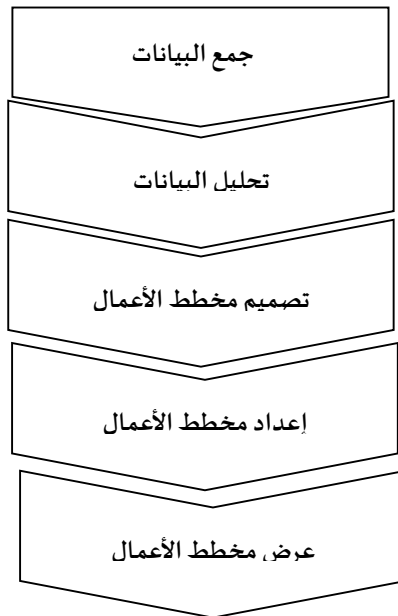 جمع البيانات
تحليل البيانات
تصميم مخطط الأعمال
إعداد مخطط الأعمال
عرض مخطط الأعمال